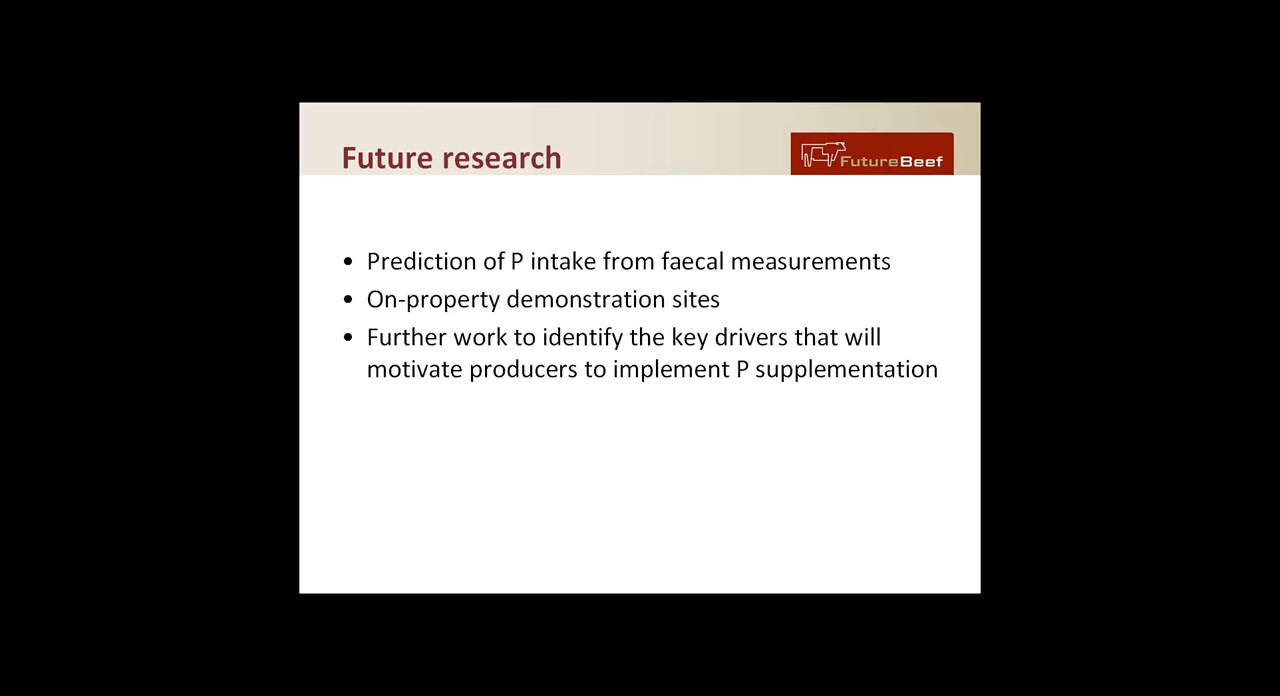 Future research
FutureBeef
• Prediction of P intake from faecal measurements
• On-property demonstration sites
• Further work to identify the key drivers that will
motivate producers to implement P supplementation